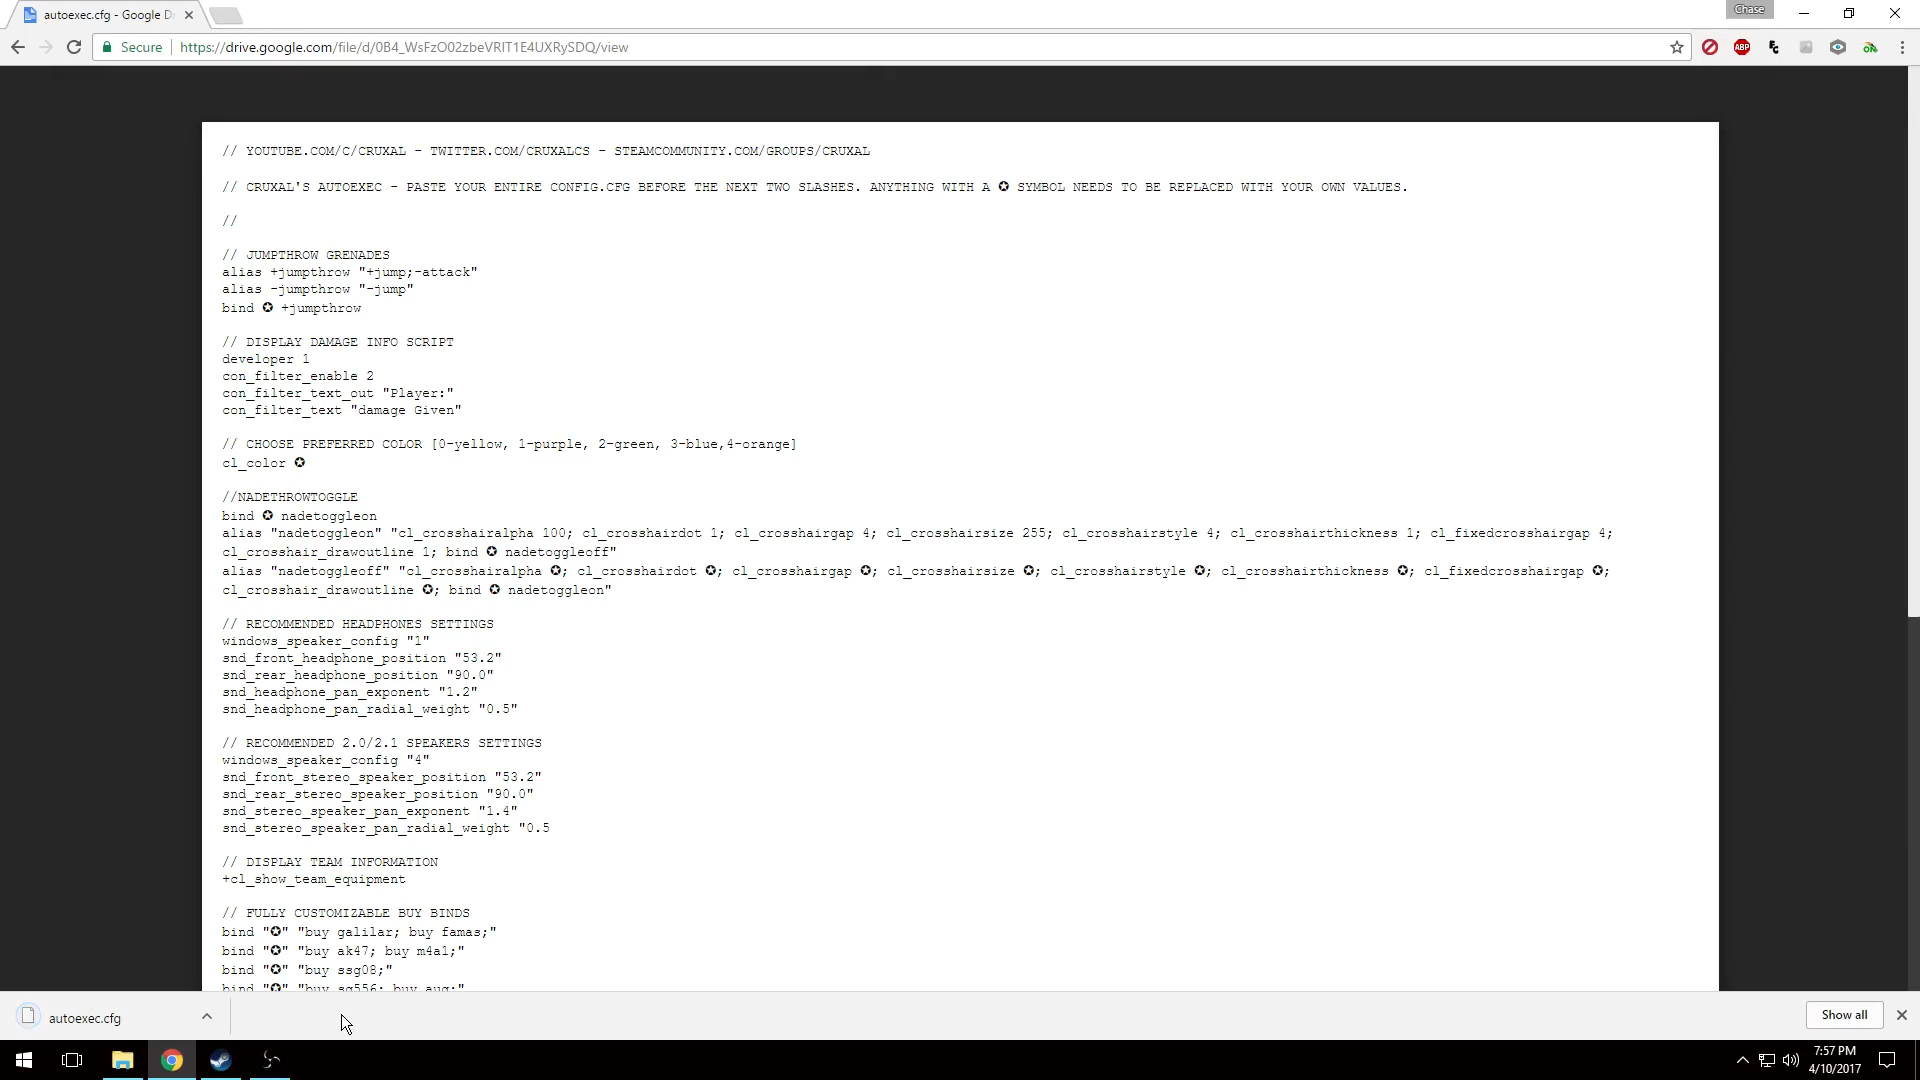 autoexec.cfg - Google D
Chase
Secure
https://drive.google.com/file/d/0B4_WsFzO02zbeVRlT1E4UXRySDQ/view
ABP
// YOUTUBE.COM/C/CRUXAL - TWITTER.COM/CRUXALCS - STEAMCOMMUNITY.COM/GROUPS/CRUXAL
// CRUXAL'S AUTOEXEC - PASTE YOUR ENTIRE CONFIG.CFG BEFORE THE NEXT TWO SLASHES. ANYTHING WITH A ✪ SYMBOL NEEDS TO BE REPLACED WITH YOUR OWN VALUES.
//
// JUMPTHROW GRENADES
alias +jumpthrow "+jump;-attack"
alias -jumpthrow "-jump"
bind ✪ +jumpthrow
// DISPLAY DAMAGE INFO SCRIPT
developer 1
con_filter_enable 2
con_filter_text_out "Player:"
con_filter_text "damage Given"
// CHOOSE PREFERRED COLOR [0-yellow, 1-purple, 2-green, 3-blue,4-orange]
cl_color ✪
//NADETHROWTOGGLE
bind ✪ nadetoggleon
alias "nadetoggleon" "cl_crosshairalpha 100; cl_crosshairdot 1; cl_crosshairgap 4; cl_crosshairsize 255; cl_crosshairstyle 4; cl_crosshairthickness 1; cl_fixedcrosshairgap 4;
cl_crosshair_drawoutline 1; bind ✪ nadetoggleoff"
alias "nadetoggleoff" "cl_crosshairalpha ✪; cl_crosshairdot ✪; cl_crosshairgap ✪; cl_crosshairsize ✪; cl_crosshairstyle ✪; cl_crosshairthickness ✪; cl_fixedcrosshairgap ✪;
cl_crosshair_drawoutline ✪; bind ✪ nadetoggleon"
// RECOMMENDED HEADPHONES SETTINGS
windows_speaker_config "1"
snd_front_headphone_position "53.2"
snd_rear_headphone_position "90.0"
snd_headphone_pan_exponent "1.2"
snd_headphone_pan_radial_weight "0.5"
// RECOMMENDED 2.0/2.1 SPEAKERS SETTINGS
windows_speaker_config "4"
snd_front_stereo_speaker_position "53.2"
snd_rear_stereo_speaker_position "90.0"
snd_stereo_speaker_pan_exponent "1.4"
snd_stereo_speaker_pan_radial_weight "0.5
// DISPLAY TEAM INFORMATION
+cl_show_team_equipment
// FULLY CUSTOMIZABLE BUY BINDS
bind "✪" "buy galilar; buy famas;"
bind "✪" "buy ak47; buy m4a1;"
bind "✪" "buy ssg08;"
bind "✪" "buy sg556; buy aug;"
autoexec.cfg
Show all
7:57 PM
4/10/2017